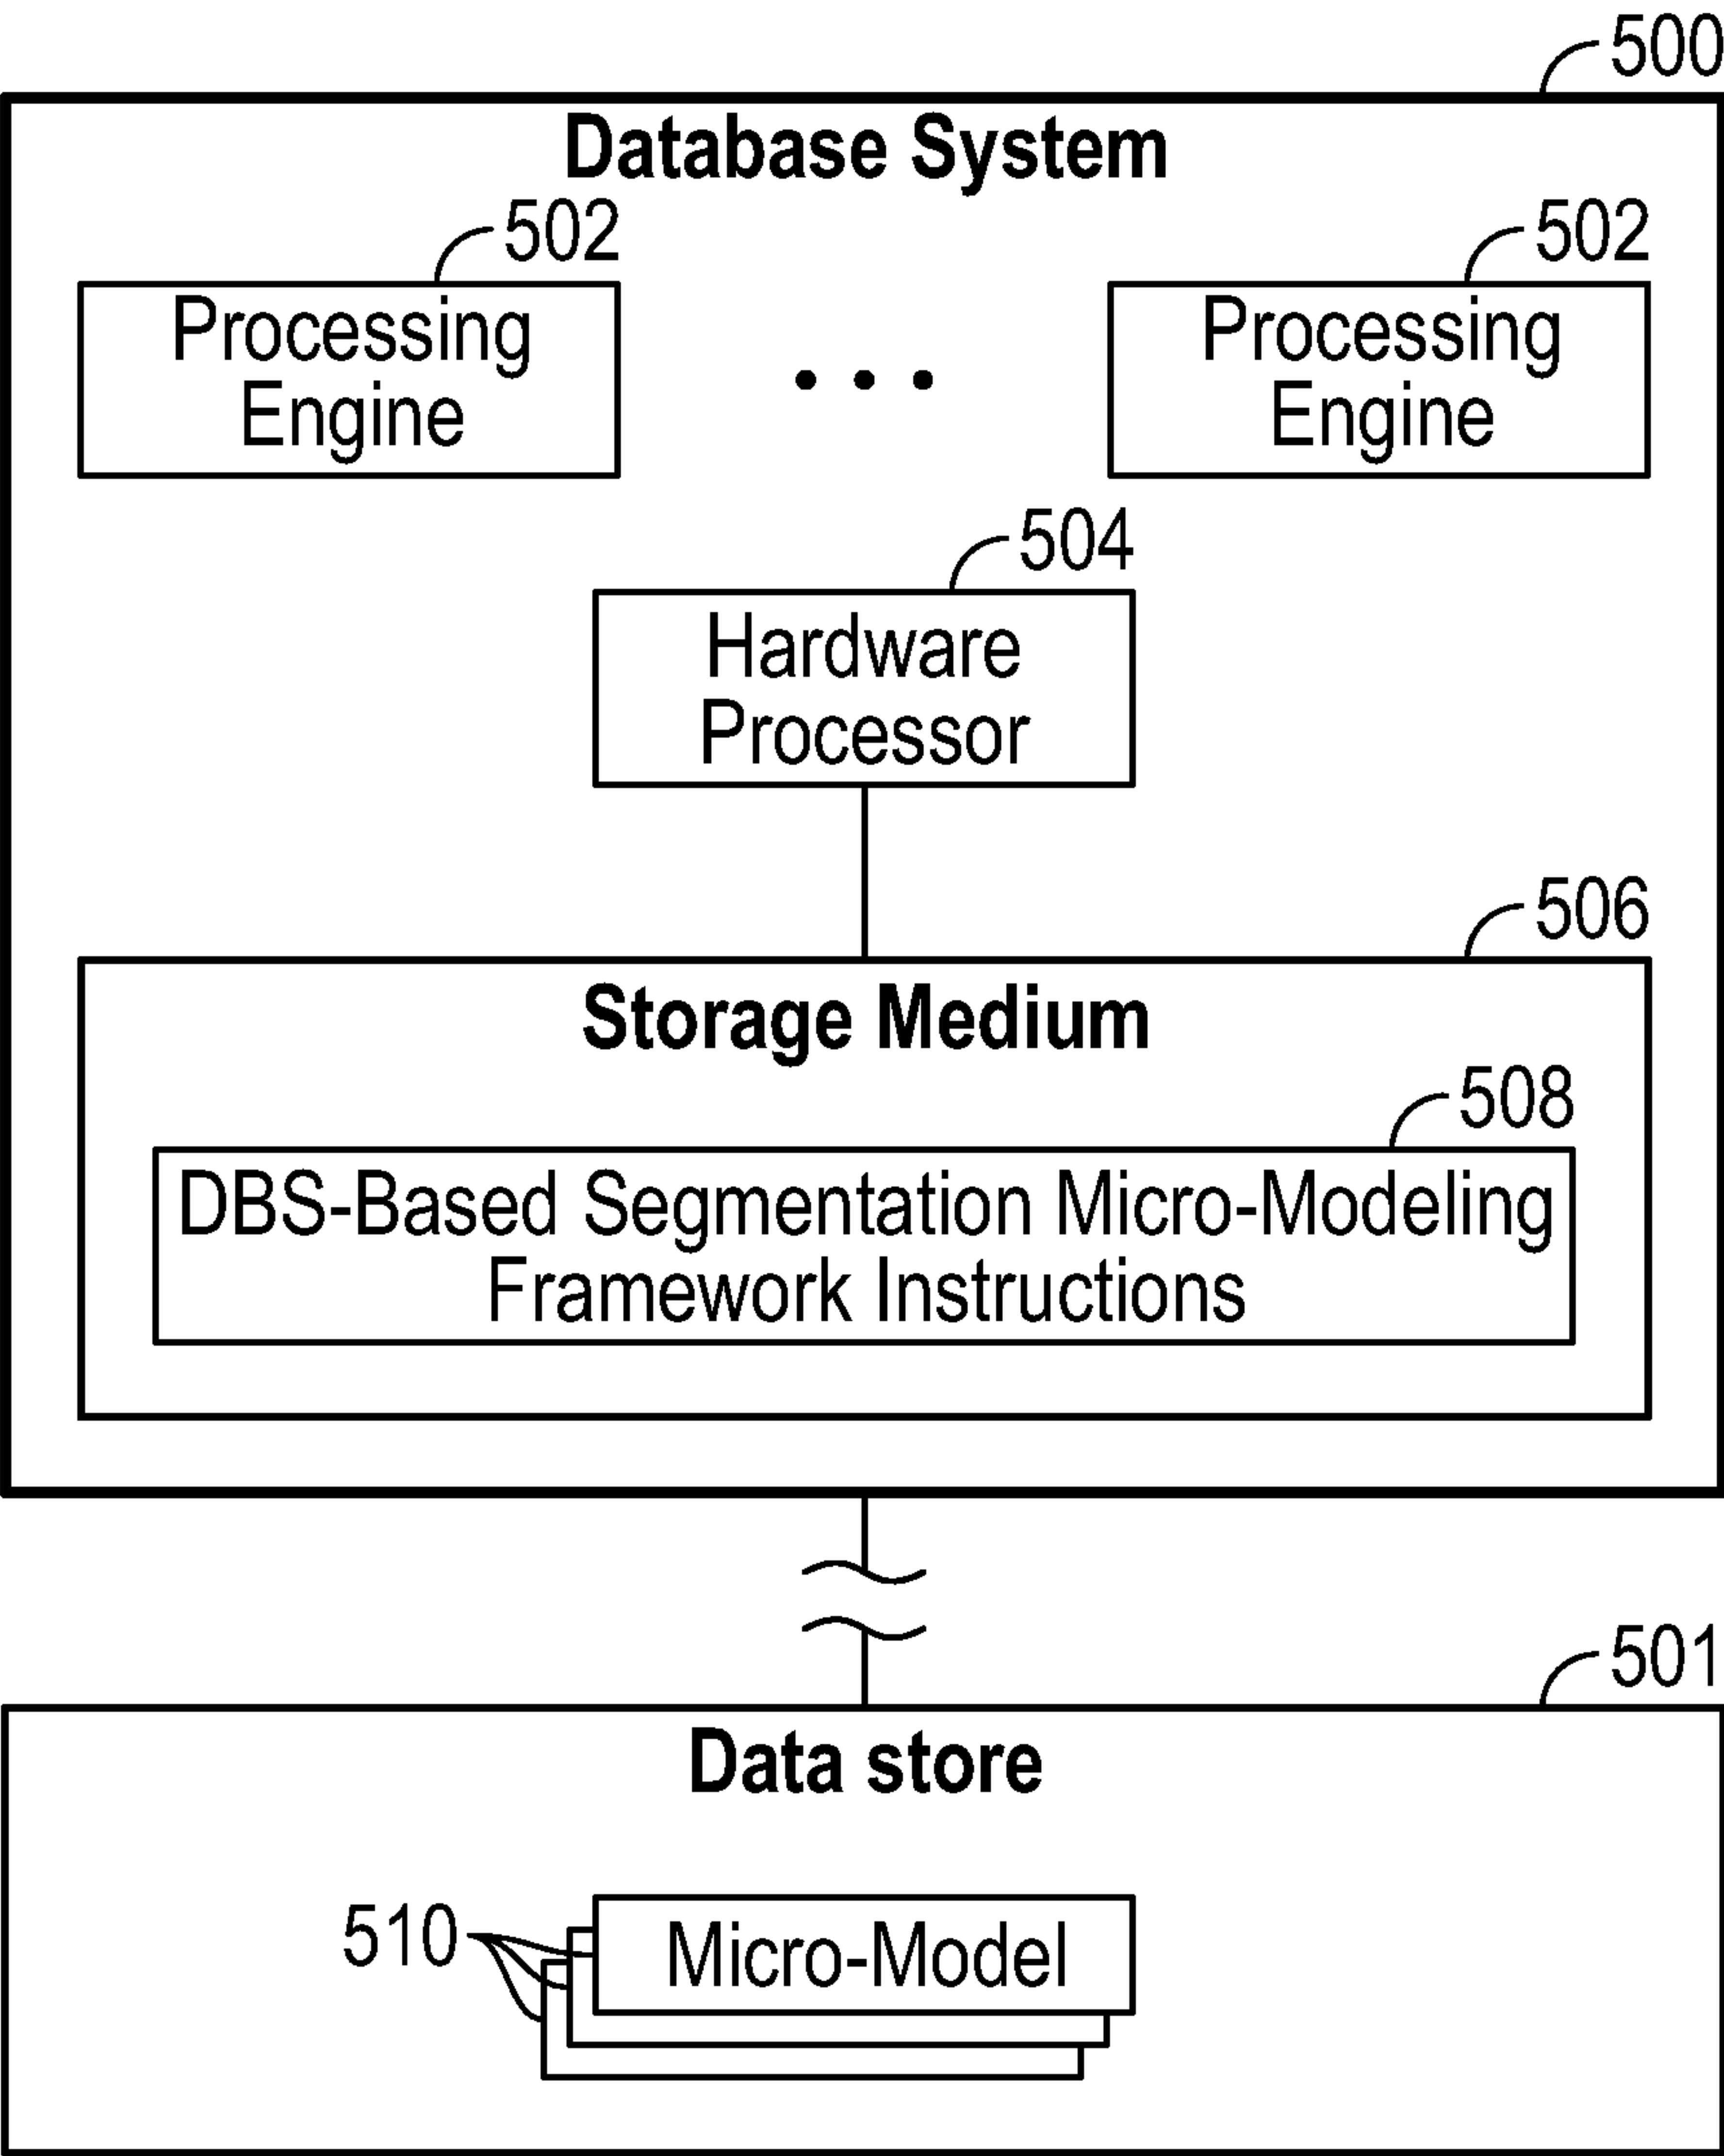 500
Database System
502
502
Processing
Engine
Processing
Engine
504
Hardware
Processor
506
Storage Medium
508
DBS-Based Segmentation Micro-Modeling
Framework Instructions
501
Data store
510
Micro-Model